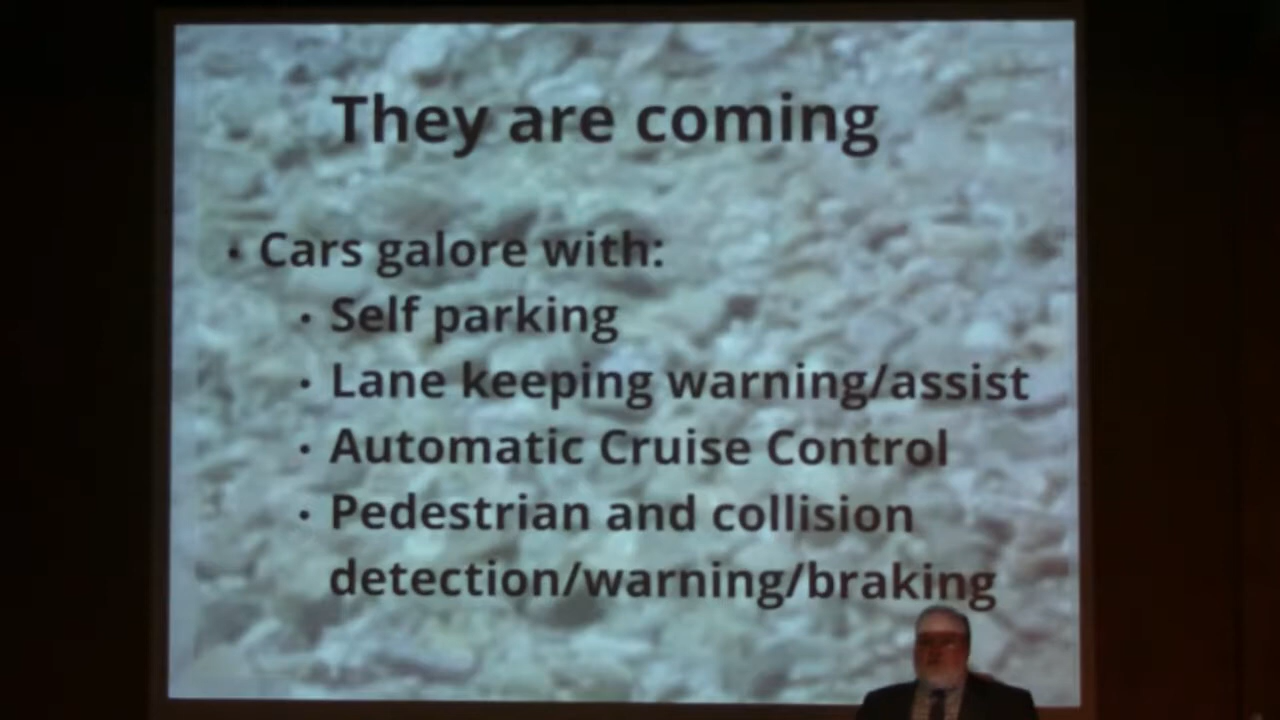 They are coming
• Cars galore with:
• Self parking
• Lane keeping warning/assist
• Automatic Cruise Control
• Pedestrian and collision
detection/warning/braking